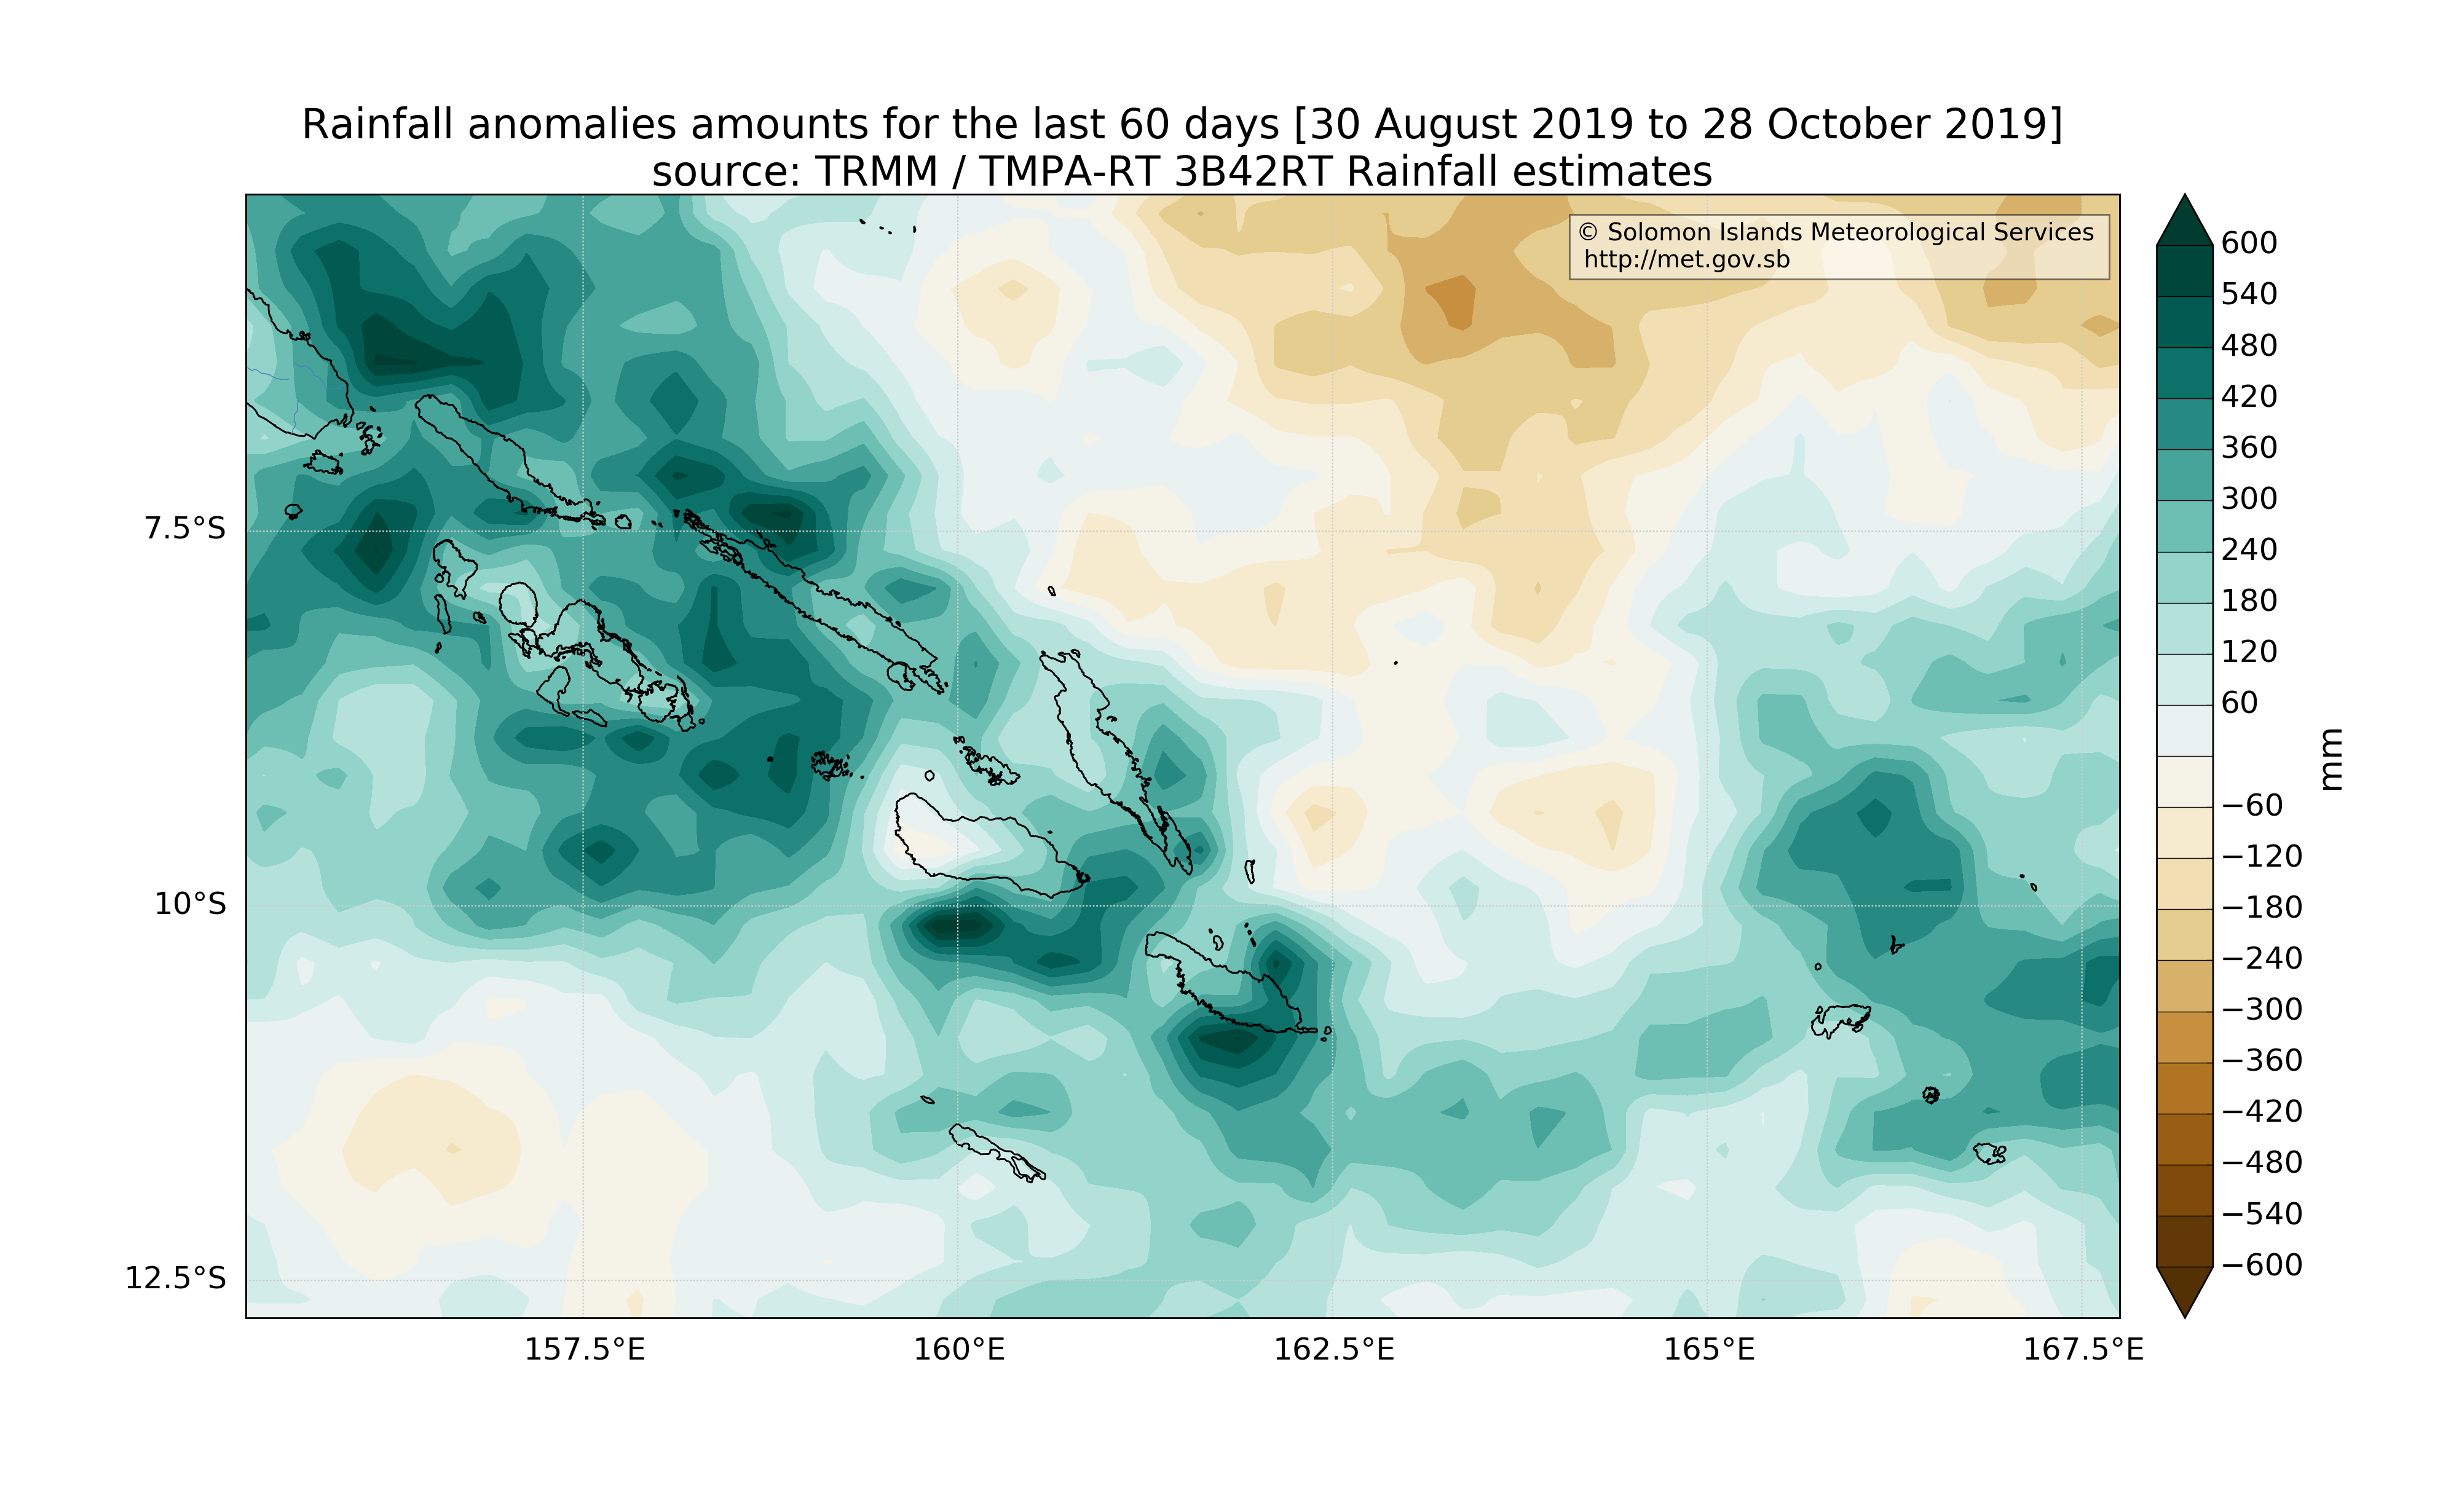 Rainfall anomalies amounts for the last 60 days [30 August 2019 to 28 October 2019]
source: TRMM / TMPA-RT 3B42RT Rainfall estimates
© Solomon Islands Meteorological Services
http://met.gov.sb
7.5°S
10°S
12.5°S
157.5°E
160°E
162.5°E
165°E
167.5°E
600
540
480
420
360
300
240
180
120
60
−60
−120
−180
−240
−300
−360
−420
−480
−540
−600
mm